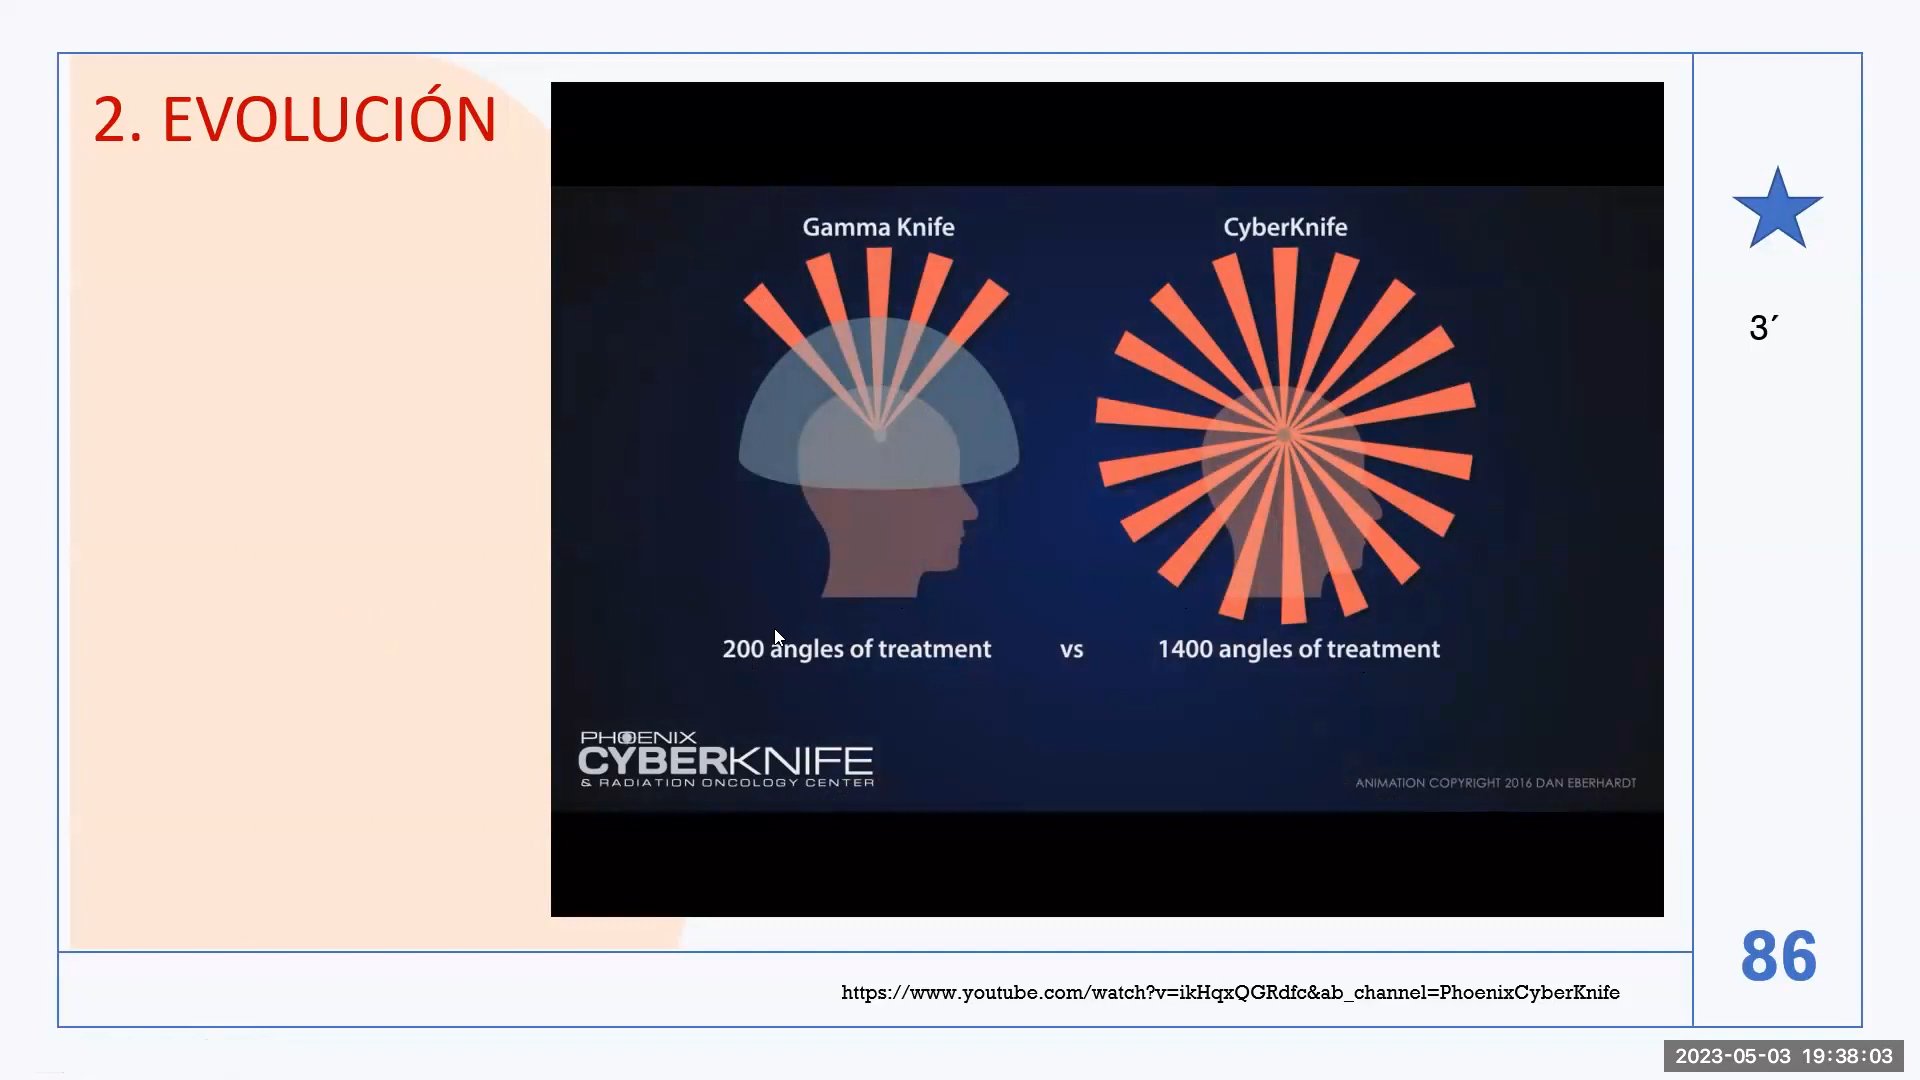 2. EVOLUCIÓN
Gamma Knife
CyberKnife
3´
200 angles of treatment
vs
1400 angles of treatment
PHOENIX
CYBERKNIFE
& RADIATION ONCOLOGY CENTER
ANIMATION COPYRIGHT 2016 DAN EBERHARDT
86
https://www.youtube.com/watch?v=ikHqxQGRdfc&ab_channel=PhoenixCyberKnife
2023-05-03 19:38:03